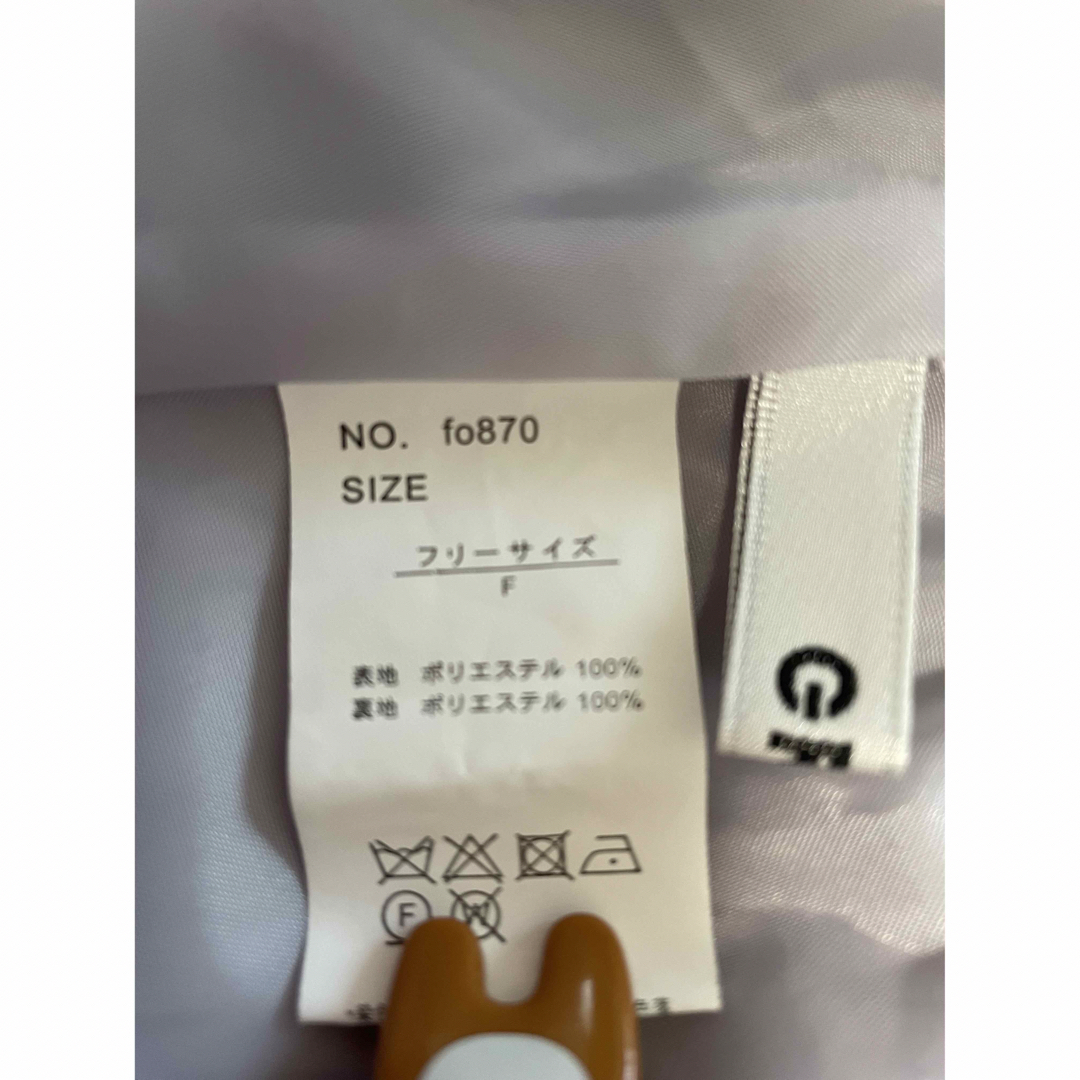 NO. fo870
SIZE
フリーサイズ
F
表地 ポリエステル 100%
裏地 ポリエステル 100%
F
W